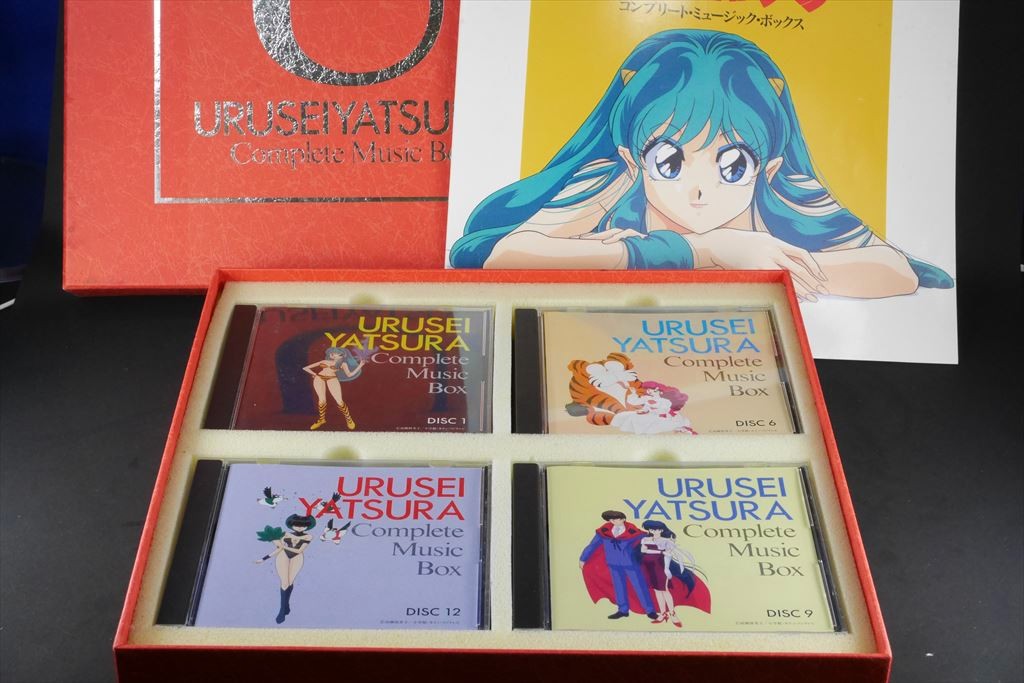 URUSEIYATSU
Complete Music Bo
コンプリート・ミュージック・ボックス
URUSEI
YATSURA
Complete
Music
Box
DISC 1
URUSEI
YATSURA
Complete
Music
Box
DISC 6
URUSEI
YATSURA
Complete
Music
Box
DISC 12
URUSEI
YATSURA
Complete
Music
Box
DISC 9